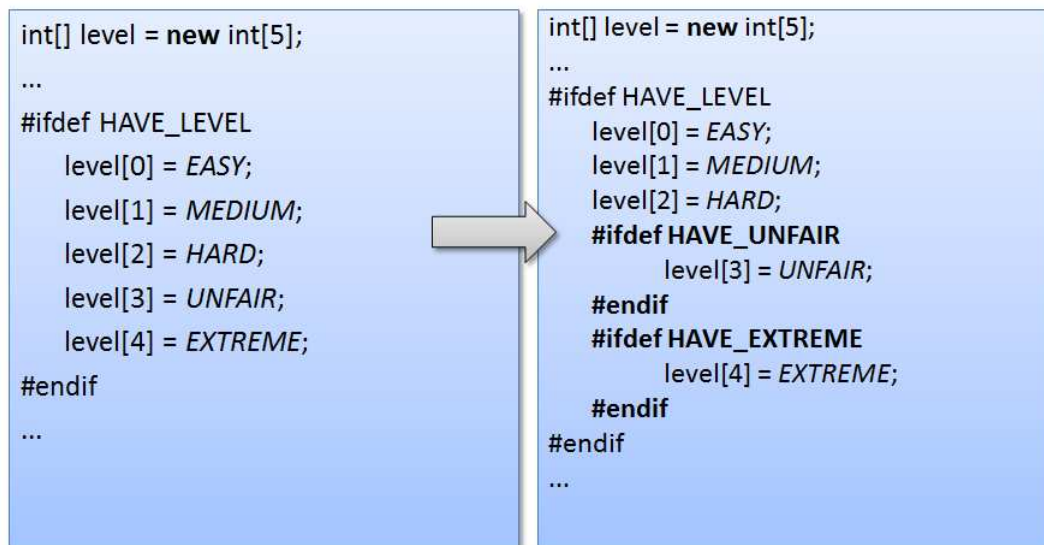 int[] level = new int[5];
...
#ifdef HAVE_LEVEL
level[0] = EASY;
level[1] = MEDIUM;
level[2] = HARD;
level[3] = UNFAIR;
level[4] = EXTREME;
#endif
...
int[] level = new int[5];
...
#ifdef HAVE_LEVEL
level[0] = EASY;
level[1] = MEDIUM;
level[2] = HARD;
#ifdef HAVE_UNFAIR
level[3] = UNFAIR;
#endif
#ifdef HAVE_EXTREME
level[4] = EXTREME;
#endif
#endif
...